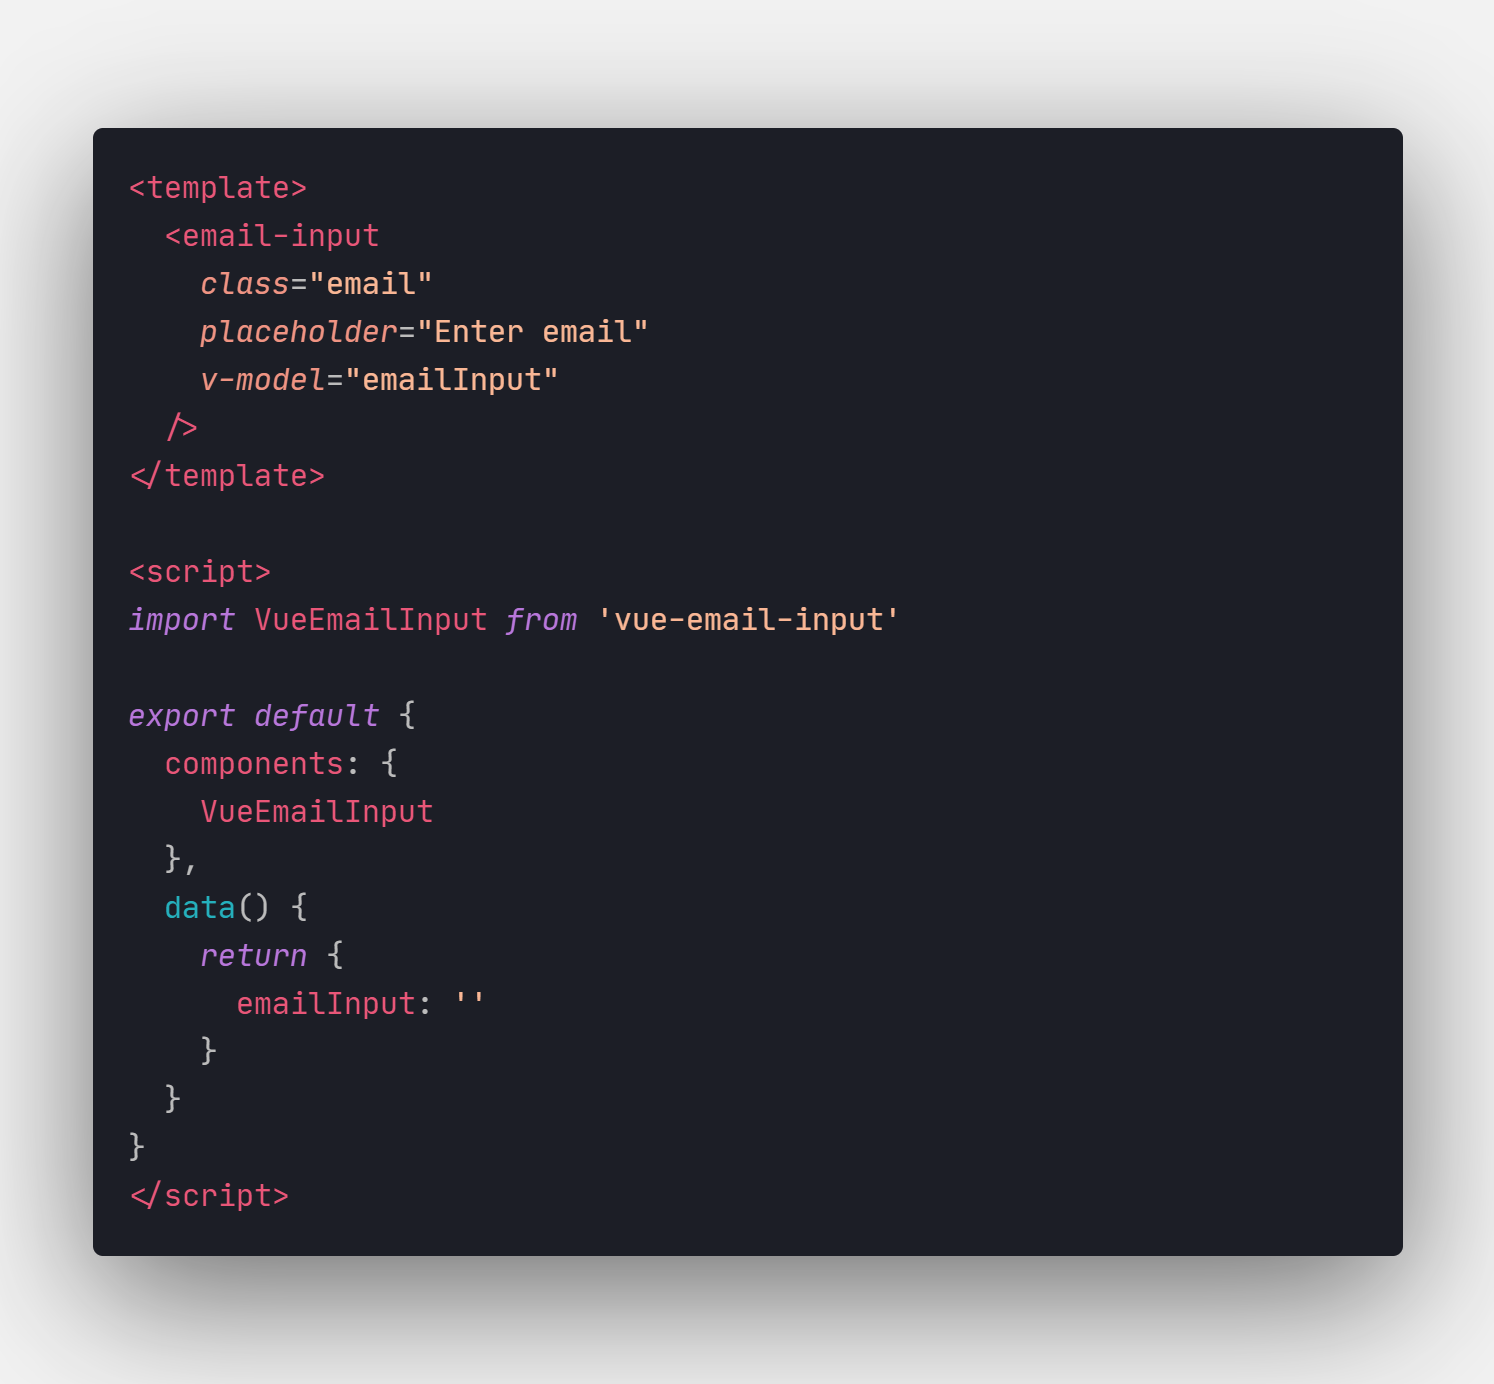 <template>
  <email-input
    class="email"
    placeholder="Enter email"
    v-model="emailInput"
  />
</template>

<script>
import VueEmailInput from 'vue-email-input'

export default {
  components: {
    VueEmailInput
  },
  data() {
    return {
      emailInput: ''
    }
  }
}
</script>